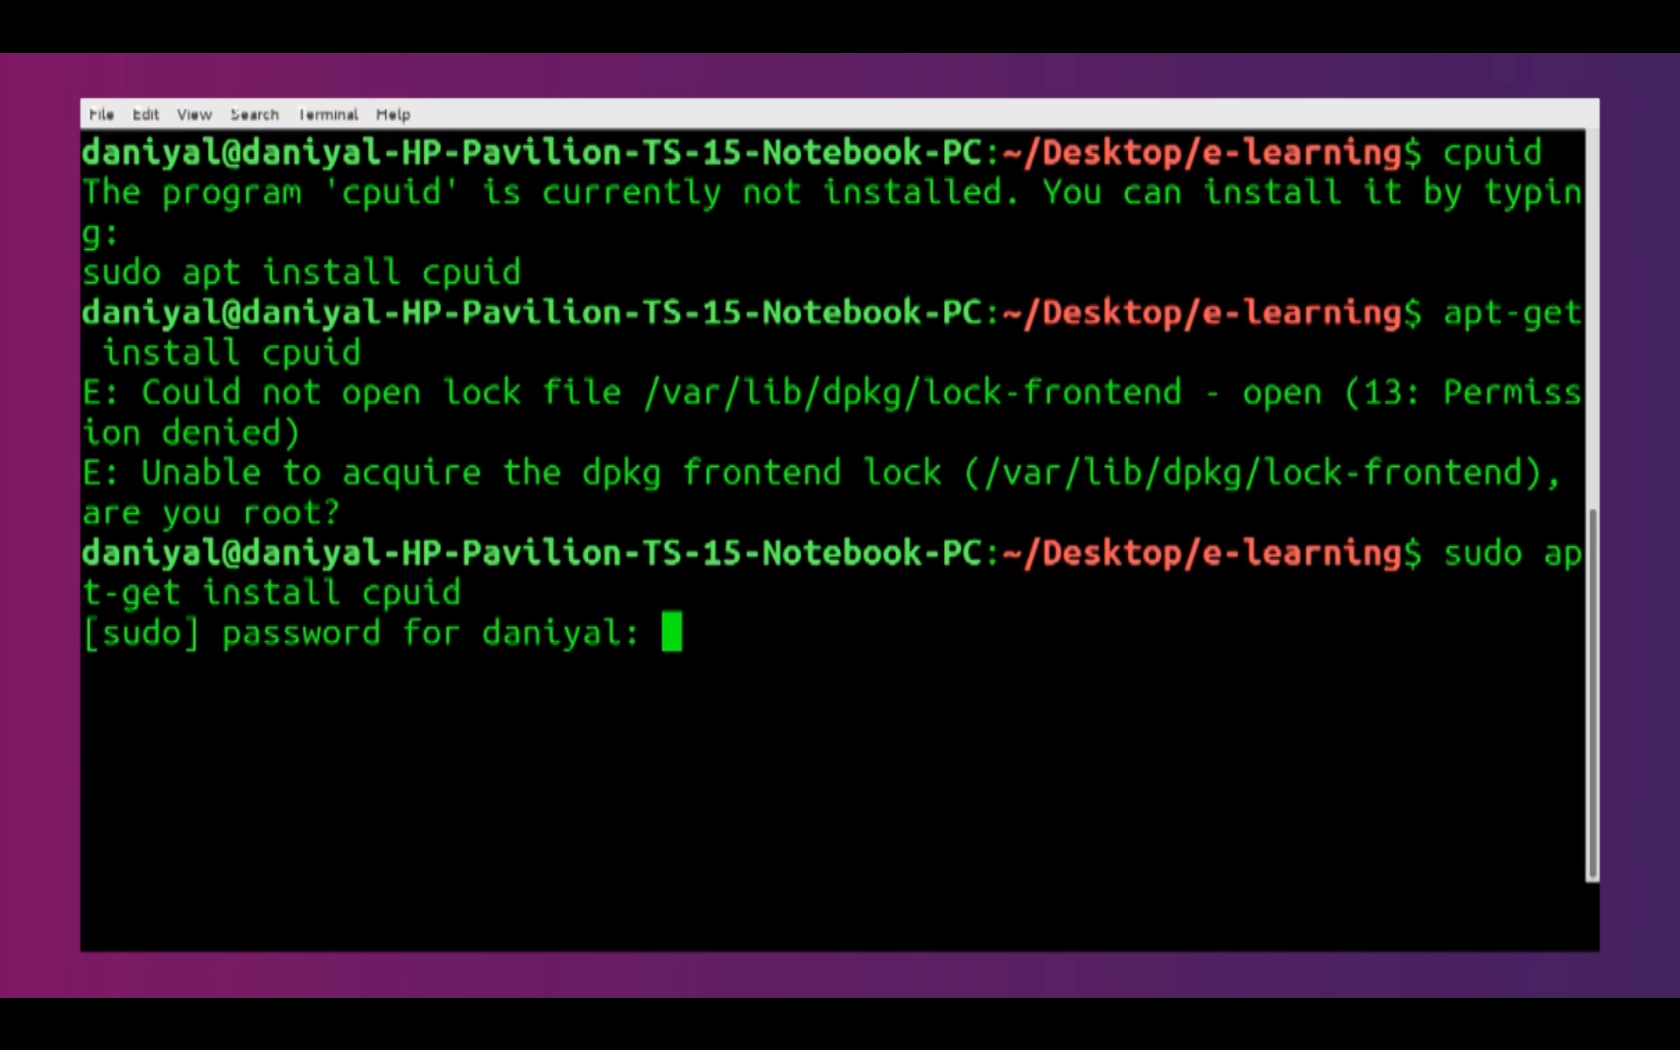 File Edit View Search Terminal Help
daniyal@daniyal-HP-Pavilion-TS-15-Notebook-PC:~/Desktop/e-learning$ cpuid
The program 'cpuid' is currently not installed. You can install it by typin
g:
sudo apt install cpuid
daniyal@daniyal-HP-Pavilion-TS-15-Notebook-PC:~/Desktop/e-learning$ apt-get
 install cpuid
E: Could not open lock file /var/lib/dpkg/lock-frontend - open (13: Permiss
ion denied)
E: Unable to acquire the dpkg frontend lock (/var/lib/dpkg/lock-frontend),
are you root?
daniyal@daniyal-HP-Pavilion-TS-15-Notebook-PC:~/Desktop/e-learning$ sudo ap
t-get install cpuid
[sudo] password for daniyal: